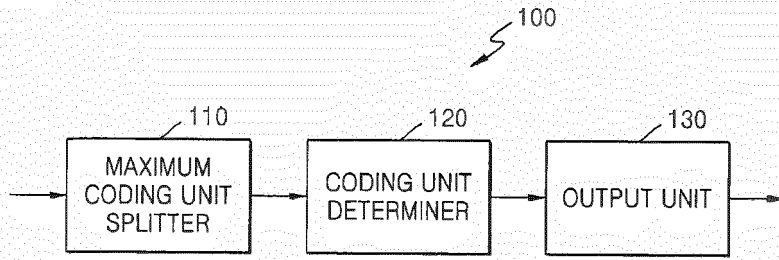 100
110
120
130
MAXIMUM
CODING UNIT
SPLITTER
CODING UNIT
DETERMINER
OUTPUT UNIT